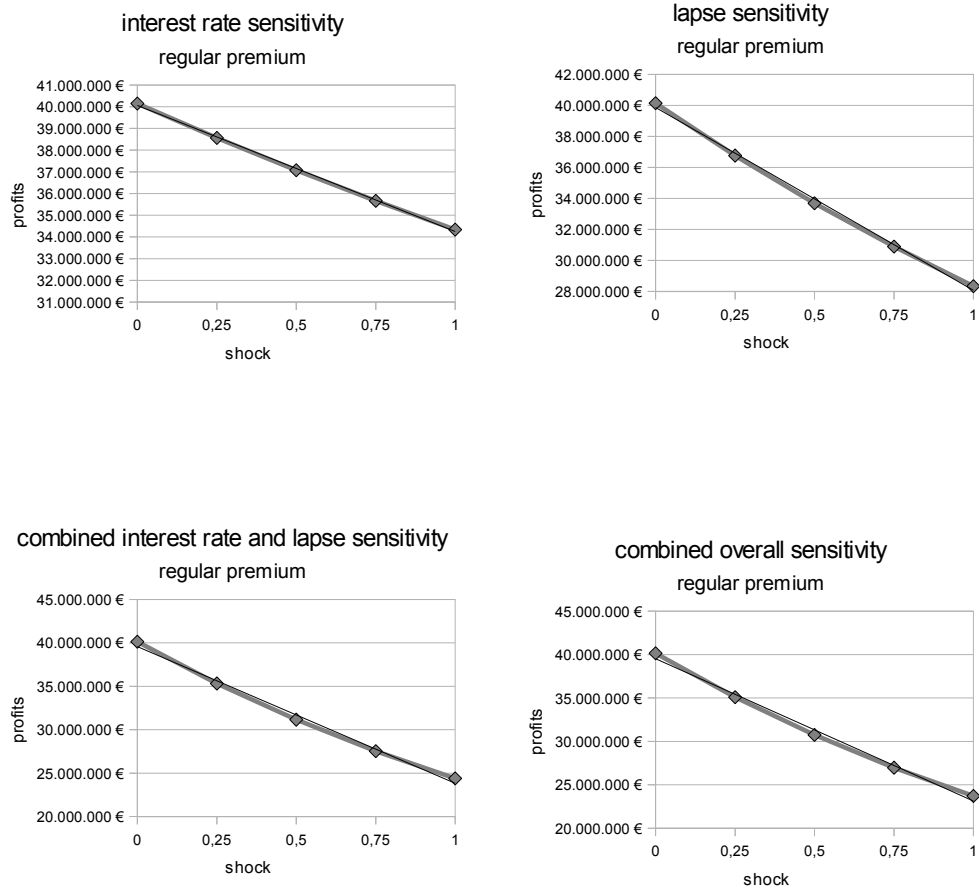 interest rate sensitivity
regular premium
41.000.000 €
40.000.000 €
39.000.000 €
38.000.000 €
37.000.000 €
36.000.000 €
35.000.000 €
34.000.000 €
33.000.000 €
32.000.000 €
31.000.000 €
profits
0 0,25 0,5 0,75 1
shock
lapse sensitivity
regular premium
42.000.000 €
40.000.000 €
38.000.000 €
36.000.000 €
34.000.000 €
32.000.000 €
30.000.000 €
28.000.000 €
profits
0 0,25 0,5 0,75 1
shock
combined interest rate and lapse sensitivity
regular premium
45.000.000 €
40.000.000 €
35.000.000 €
30.000.000 €
25.000.000 €
20.000.000 €
profits
0 0,25 0,5 0,75 1
shock
combined overall sensitivity
regular premium
45.000.000 €
40.000.000 €
35.000.000 €
30.000.000 €
25.000.000 €
20.000.000 €
profits
0 0,25 0,5 0,75 1
shock